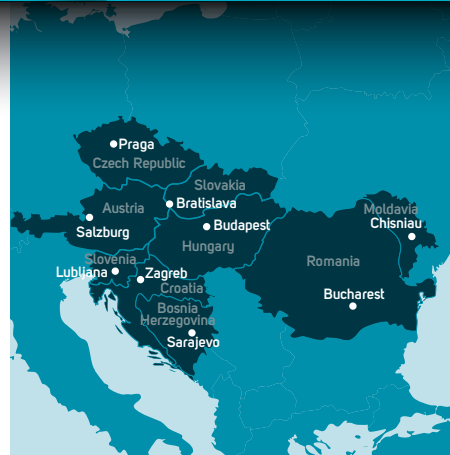 Praga
Czech Republic
Slovakia
Bratislava
Austria
Salzburg
Budapest
Hungary
Moldavia
Chisniau
Romania
Slovenia
Lubliana
Zagreb
Croatia
Bucharest
Bosnia
Herzegovina
Sarajevo